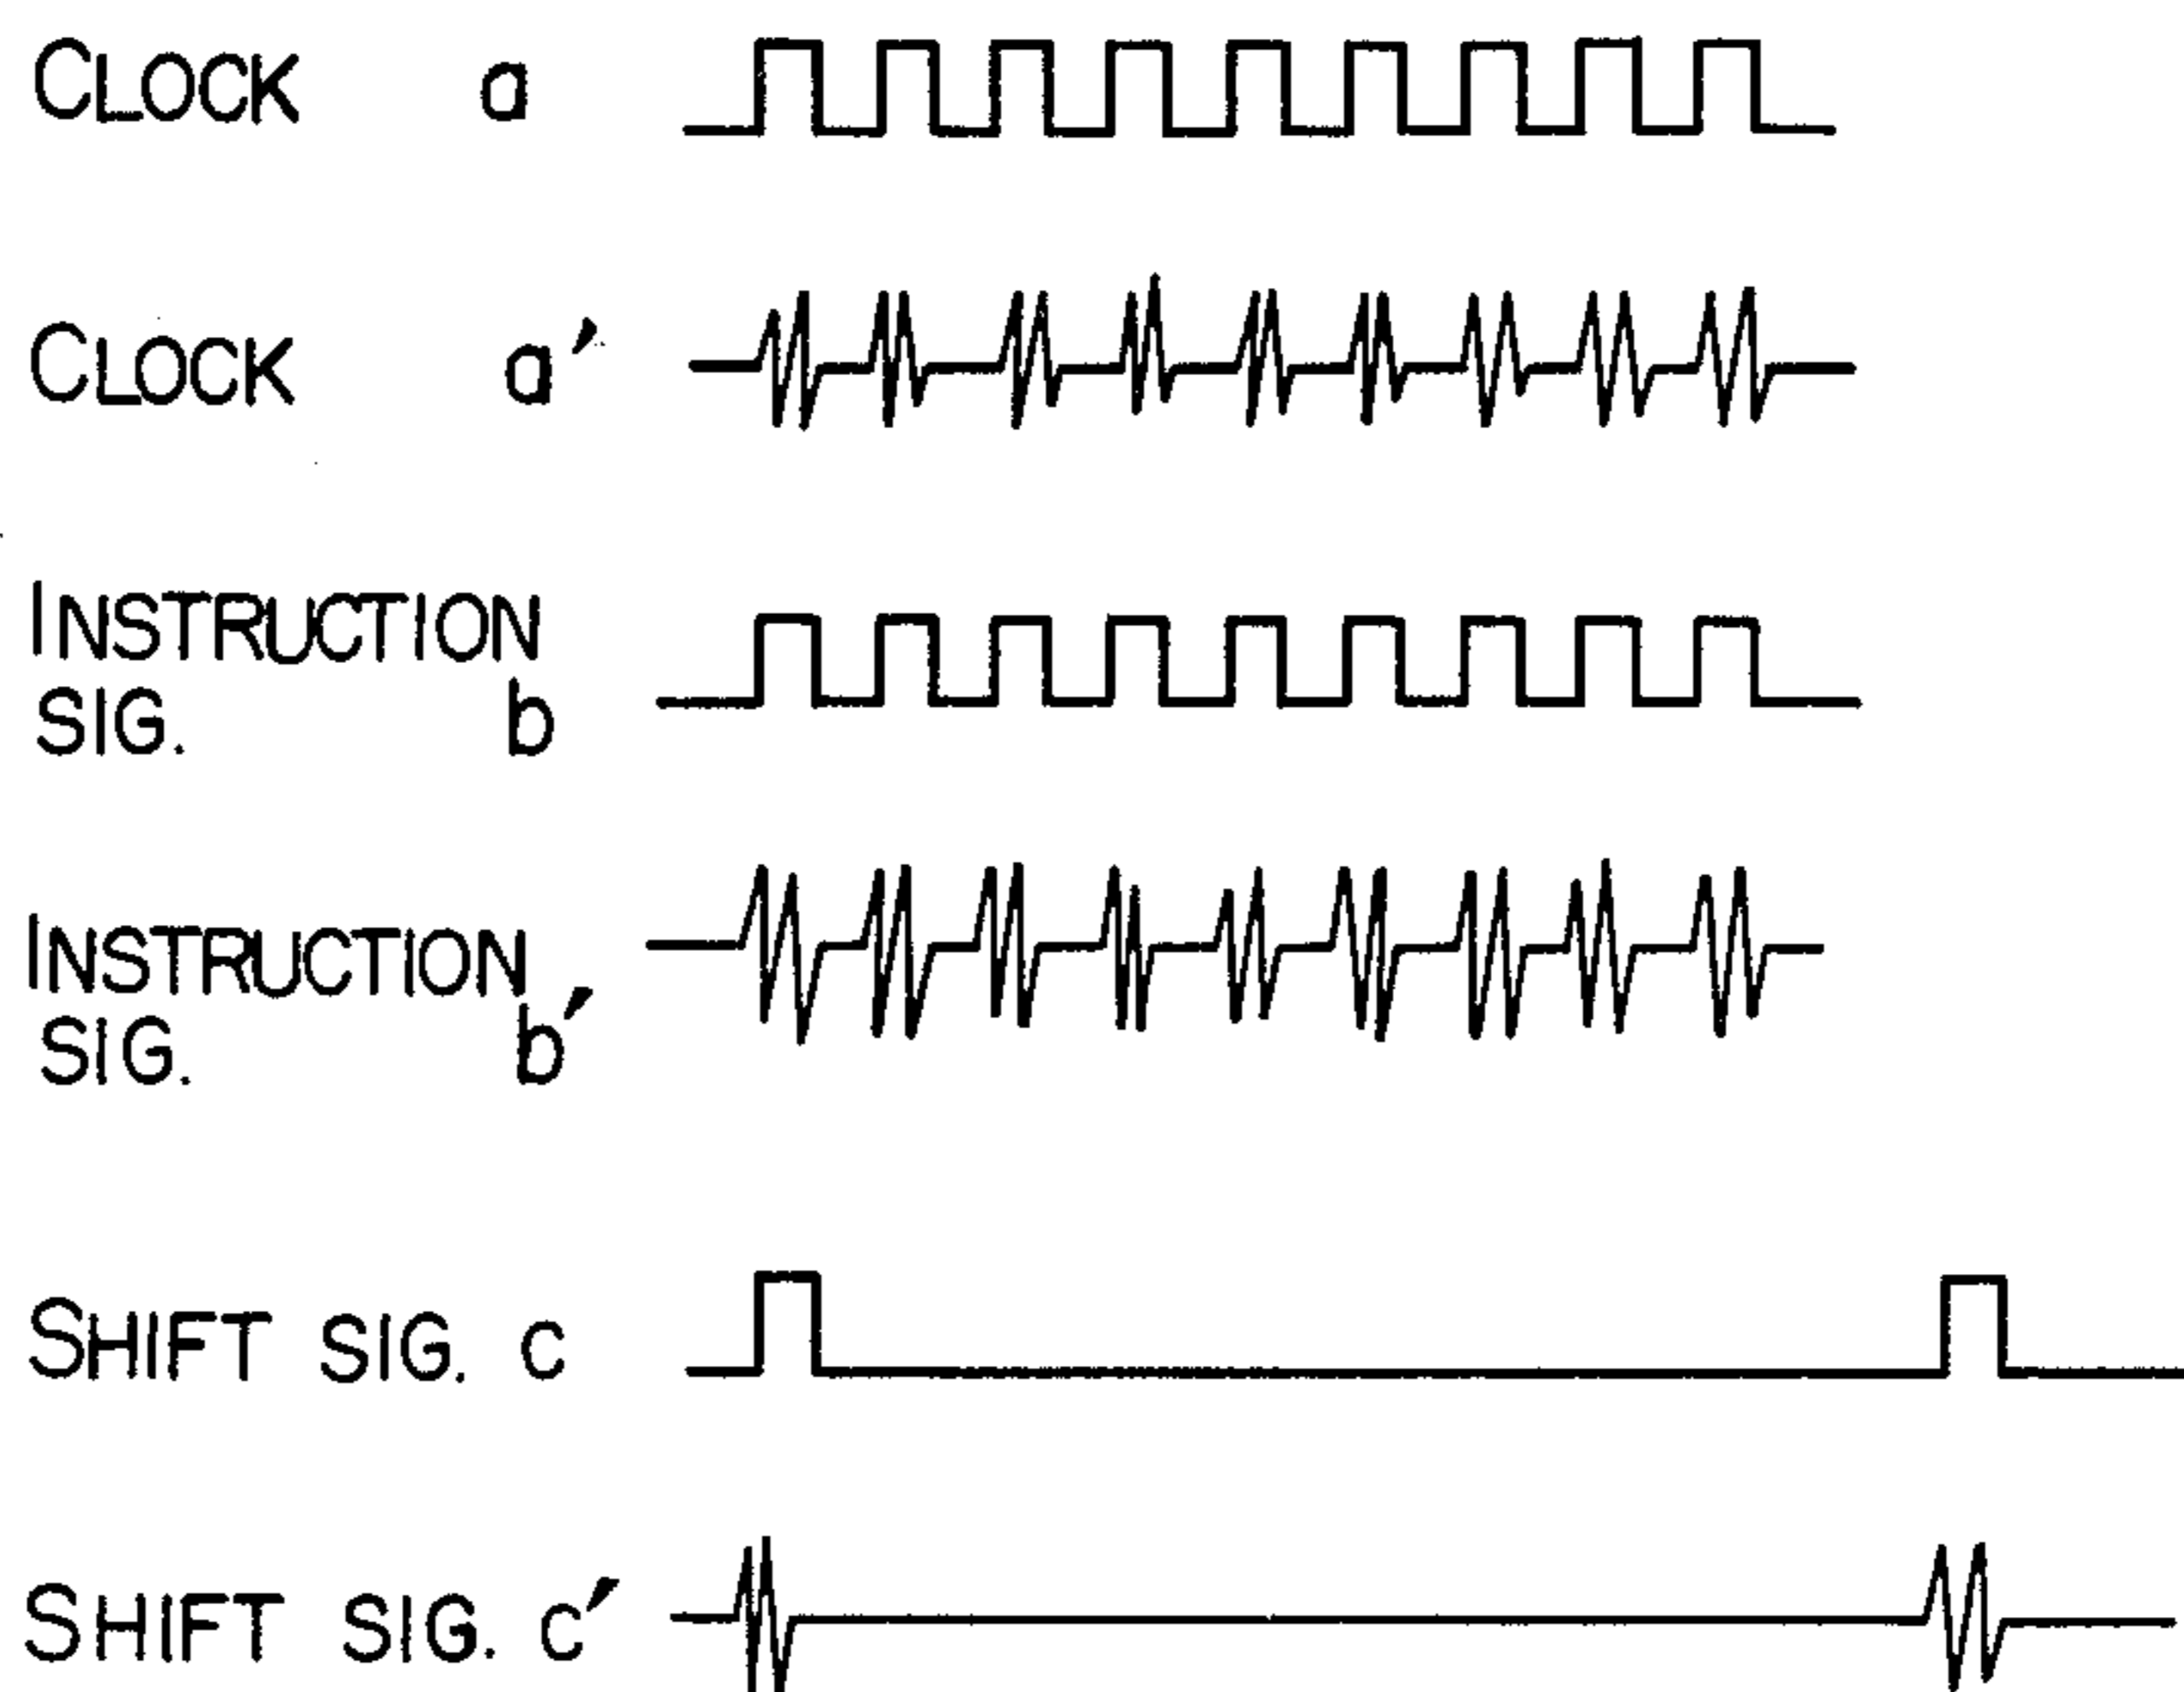 CLOCK a
CLOCK a′
INSTRUCTION
SIG. b
INSTRUCTION
SIG. b′
SHIFT SIG. c
SHIFT SIG. c′